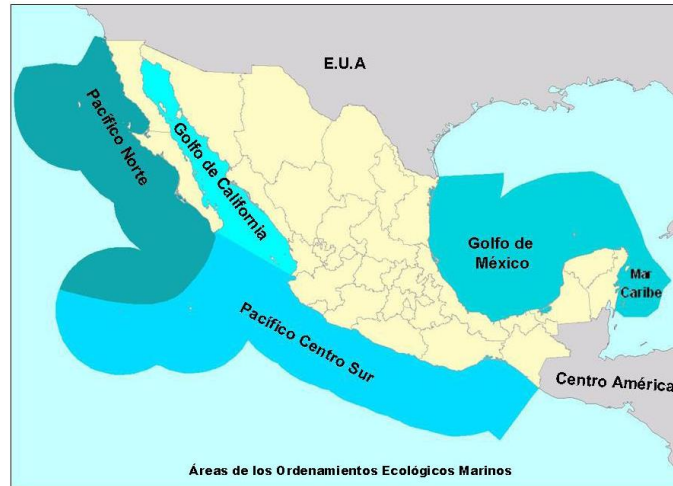 E.U.A
Pacífico Norte
Golfo de California
Golfo de
México
Mar
Caribe
Pacífico Centro Sur
Centro América
Áreas de los Ordenamientos Ecológicos Marinos